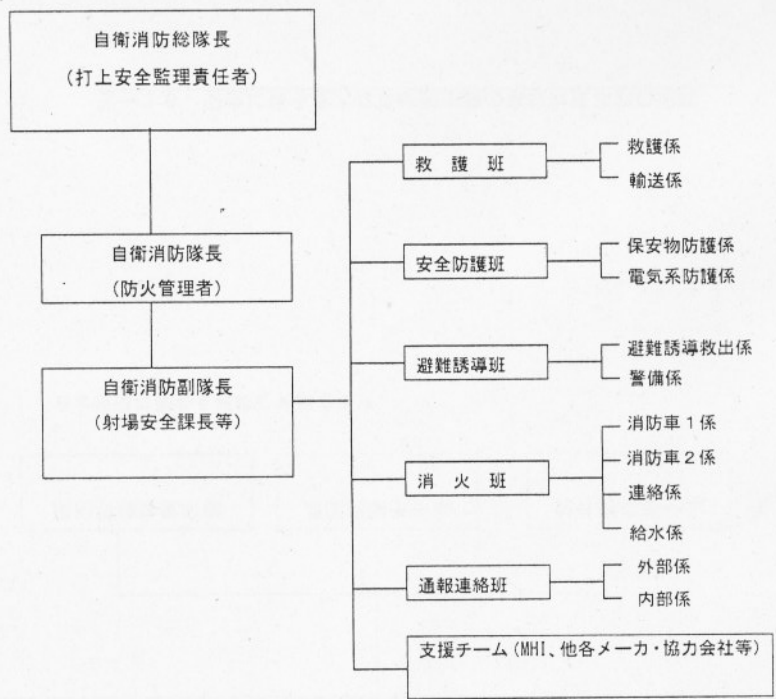 自衛消防総隊長
(打上安全監理責任者)
自衛消防隊長
(防火管理者)
自衛消防副隊長
(射場安全課長等)
救護班
救護係
輸送係
安全防護班
保安物防護係
電気系防護係
避難誘導班
避難誘導救出係
警備係
消火班
消防車1係
消防車2係
連絡係
給水係
通報連絡班
外部係
内部係
支援チーム(MHI、他各メーカ・協力会社等)